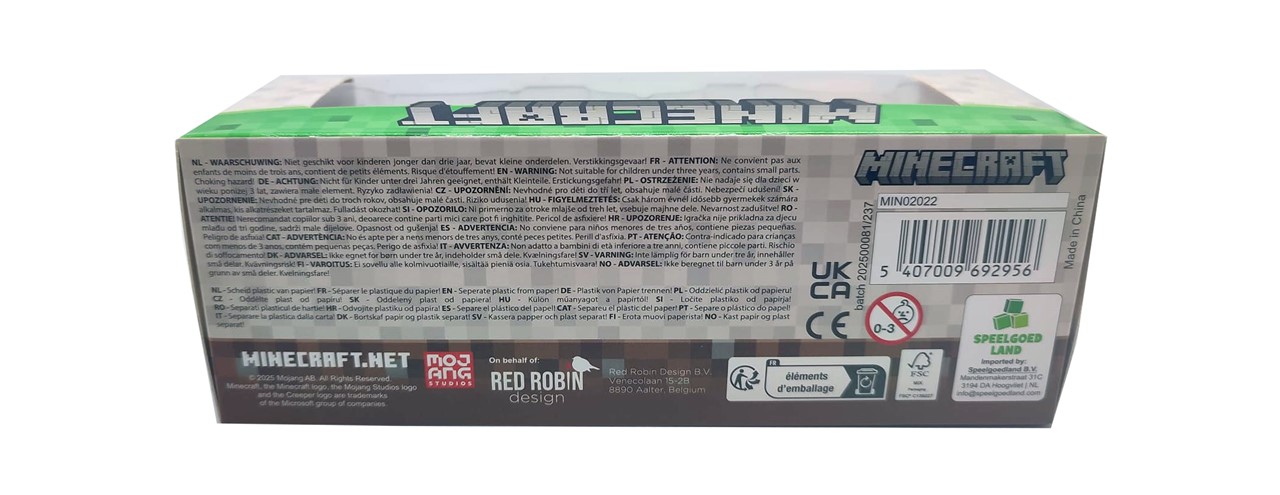 MINECRAFT
NL - WAARSCHUWING: Niet geschikt voor kinderen jonger dan drie jaar, bevat kleine onderdelen. Verstikkingsgevaar! FR - ATTENTION: Ne convient pas aux
enfants de moins de trois ans, contient de petits éléments. Risque d'étouffement! EN - WARNING: Not suitable for children under three years, contains small parts.
Choking hazard! DE - ACHTUNG: Nicht für Kinder unter drei Jahren geeignet, enthält Kleinteile. Erstickungsgefahr! PL - OSTRZEŻENIE: Nie nadaje się dla dzieci w
wieku poniżej 3 lat, zawiera małe element. Ryzyko zadławienia. CZ - UPOZORNĚNÍ: Nevhodné pro děti do tří let, obsahuje malé části. Nebezpečí udušení! SK -
UPOZORNENIE: Nevhodné pre deti do troch rokov, obsahuje malé časti. Riziko udusenia! HU - FIGYELMEZTETÉS: Csak három évnél idősebb gyermekek számára
alkalmas, kis alkatrészeket tartalmaz. Fulladást okozhat! SI - OPOZORILO: Ni primerno za otroke mlajše od treh let, vsebuje majhne dele. Nevarnost zadušitve! RO -
ATENTIE! Nerecomandat copiilor sub 3 ani, deoarece contine parti mici care pot fi inghitite. Pericol de asfixiere! HR - UPOZORENJE: Igračka nije prikladna za djecu
mlađu od tri godine, sadrži male dijelove. Opasnost od gušenja! ES - ADVERTENCIA: No conviene para niños menores de tres años, contiene piezas pequeñas.
Peligro de asfixia! CAT - ADVERTÈNCIA: No és apte per a nens menors de tres anys, conté peces petites. Perill d'asfíxia! PT - ATENÇÃO: Contra-indicado para crianças
com menos de 3 anos, contém pequenas peças. Perigo de asfixia! IT - AVVERTENZA: Non adatto a bambini di età inferiore a tre anni, contiene piccole parti. Rischio
di soffocamento! DK - ADVARSEL: Ikke egnet for børn under tre år, indeholder små dele. Kvælningsfare! SV - VARNING: Inte lämplig för barn under tre år, innehåller
små delar. Kvävningsrisk! FI - VAROITUS: Ei sovellu alle kolmivuotiaille, sisältää pieniä osia. Tukehtumisvaara! NO - ADVARSEL: Ikke beregnet til barn under 3 år på
grunn av små deler. Kvelningsfare!
NL - Scheid plastic van papier! FR - Séparer le plastique du papier! EN - Seperate plastic from paper! DE - Plastik von Papier trennen! PL - Oddzielić plastik od papieru!
CZ - Oddělite plast od papíru! SK - Oddeleny plast od papiera! HU - Külön műanyagot a papírtól! SI - Ločite plastiko od papirja!
RO - Separati plasticul de hartie! HR - Odvojite plastiku od papira! ES - Separe el plástico del papel! CAT - Separeu el plàstic del paper! PT - Separe o plástico do papel!
IT - Separare la plastica dalla carta! DK - Bortskaf papir og plastik separat! SV - Kassera papper och plast separat! FI - Erota muovi paperista! NO - Kast papir og plast
separat!
MINECRAFT
MIN02022
5 407009 692956
Made in China
batch 202500081/237
UK
CA
CE
0-3
SPEELGOED
LAND
Imported by:
Speelgoedland B.V.
Mandenmakerstraat 31C
3194 DA Hoogvliet | NL
info@speelgoedland.com
MINECRAFT.NET
© 2025 Mojang AB. All Rights Reserved.
Minecraft, the Minecraft logo, the Mojang Studios logo
and the Creeper logo are trademarks
of the Microsoft group of companies.
MOJ
ANG
STUDIOS
On behalf of:
RED ROBIN
design
Red Robin Design B.V.
Venecolaan 15-2B
8890 Aalter, Belgium
FR
éléments
d'emballage
FSC
MIX
Packaging